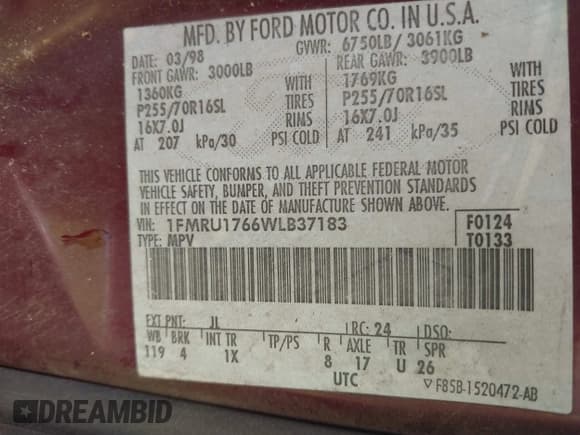 MFD. BY FORD MOTOR CO. IN U.S.A.
DATE: 03/98 GVWR: 6750LB/ 3061KG
FRONT GAWR: 3000LB REAR GAWR: 3900LB
1360KG WITH 1769KG WITH
P255/70R16SL TIRES P255/70R16SL TIRES
16X7.0J RIMS 16X7.0J RIMS
AT 207 kPa/30 PSI COLD AT 241 kPa/35 PSI COLD
THIS VEHICLE CONFORMS TO ALL APPLICABLE FEDERAL MOTOR
VEHICLE SAFETY, BUMPER, AND THEFT PREVENTION STANDARDS
IN EFFECT ON THE DATE OF MANUFACTURE SHOWN ABOVE.
VIN: 1FMRU1766WLB37183 F0124
TYPE: MPV T0133
EXT PNT: JL RC: 24 DSO:
WB BRK INT TR TP/PS R AXLE TR SPR
119 4 1X 8 17 U 26
UTC ▽ F85B-1520472-AB
DREAMBID